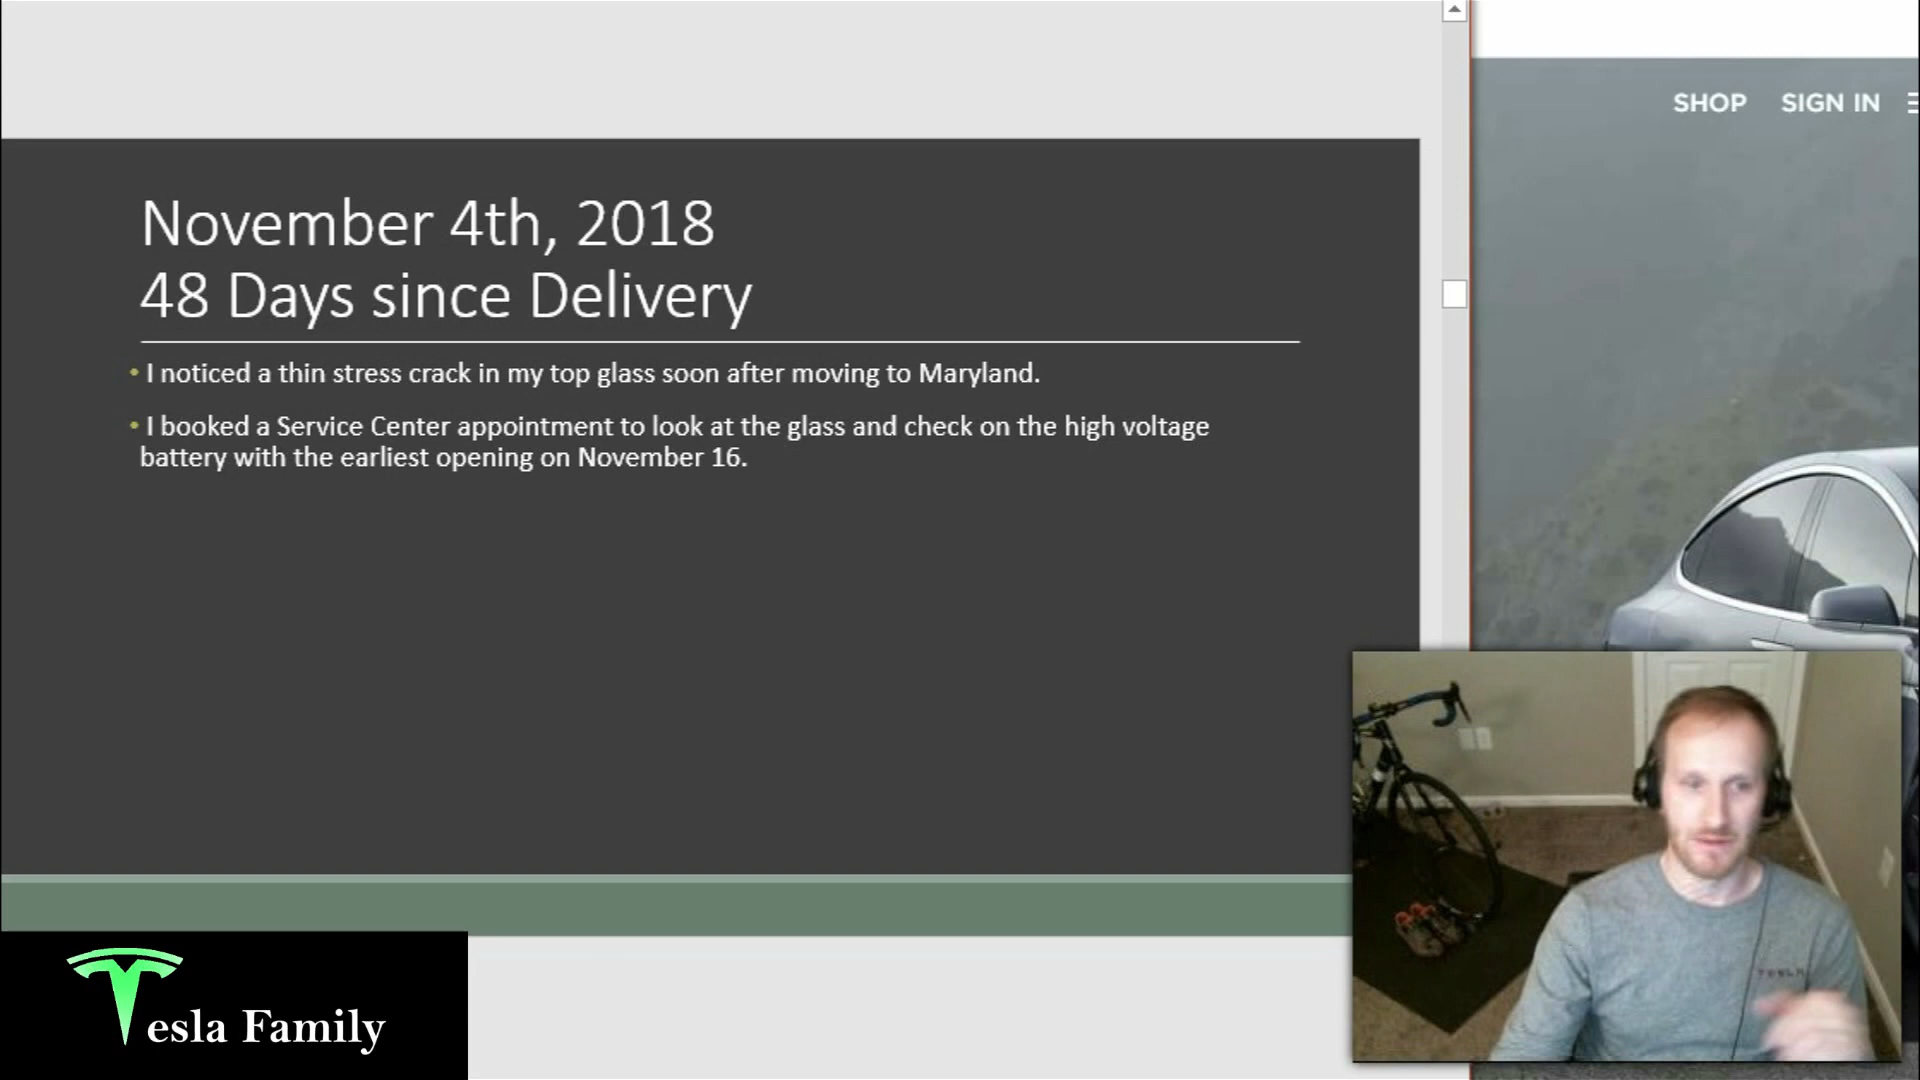 SHOP SIGN IN
November 4th, 2018
48 Days since Delivery
• I noticed a thin stress crack in my top glass soon after moving to Maryland.
• I booked a Service Center appointment to look at the glass and check on the high voltage
battery with the earliest opening on November 16.
TESLA
Tesla Family